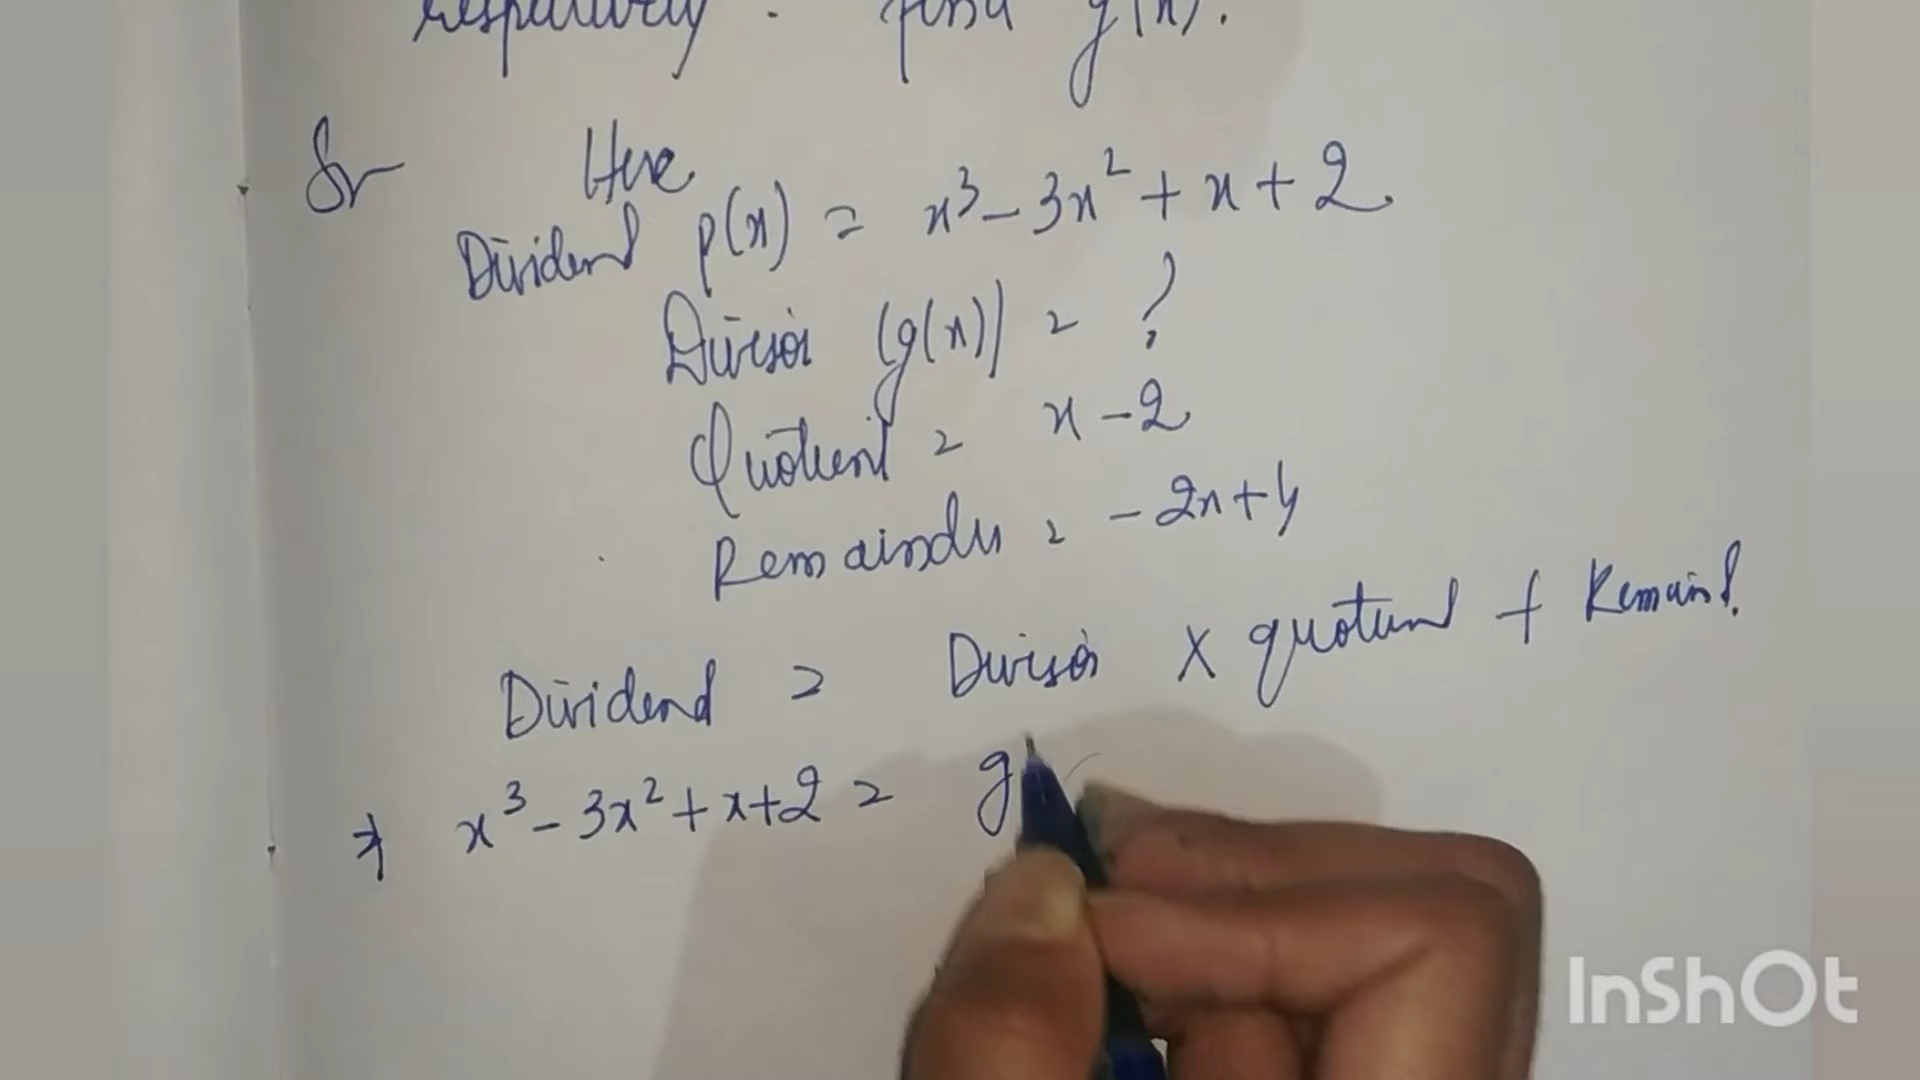 respectively. find g(x).
Sol Here
Dividend p(x) = x³ - 3x² + x + 2
Divisor (g(x)) = ?
Quotient = x - 2
Remainder = -2x + 4
Dividend = Divisor × quotient + Remaind.
⇒ x³ - 3x² + x + 2 = g
InShOt